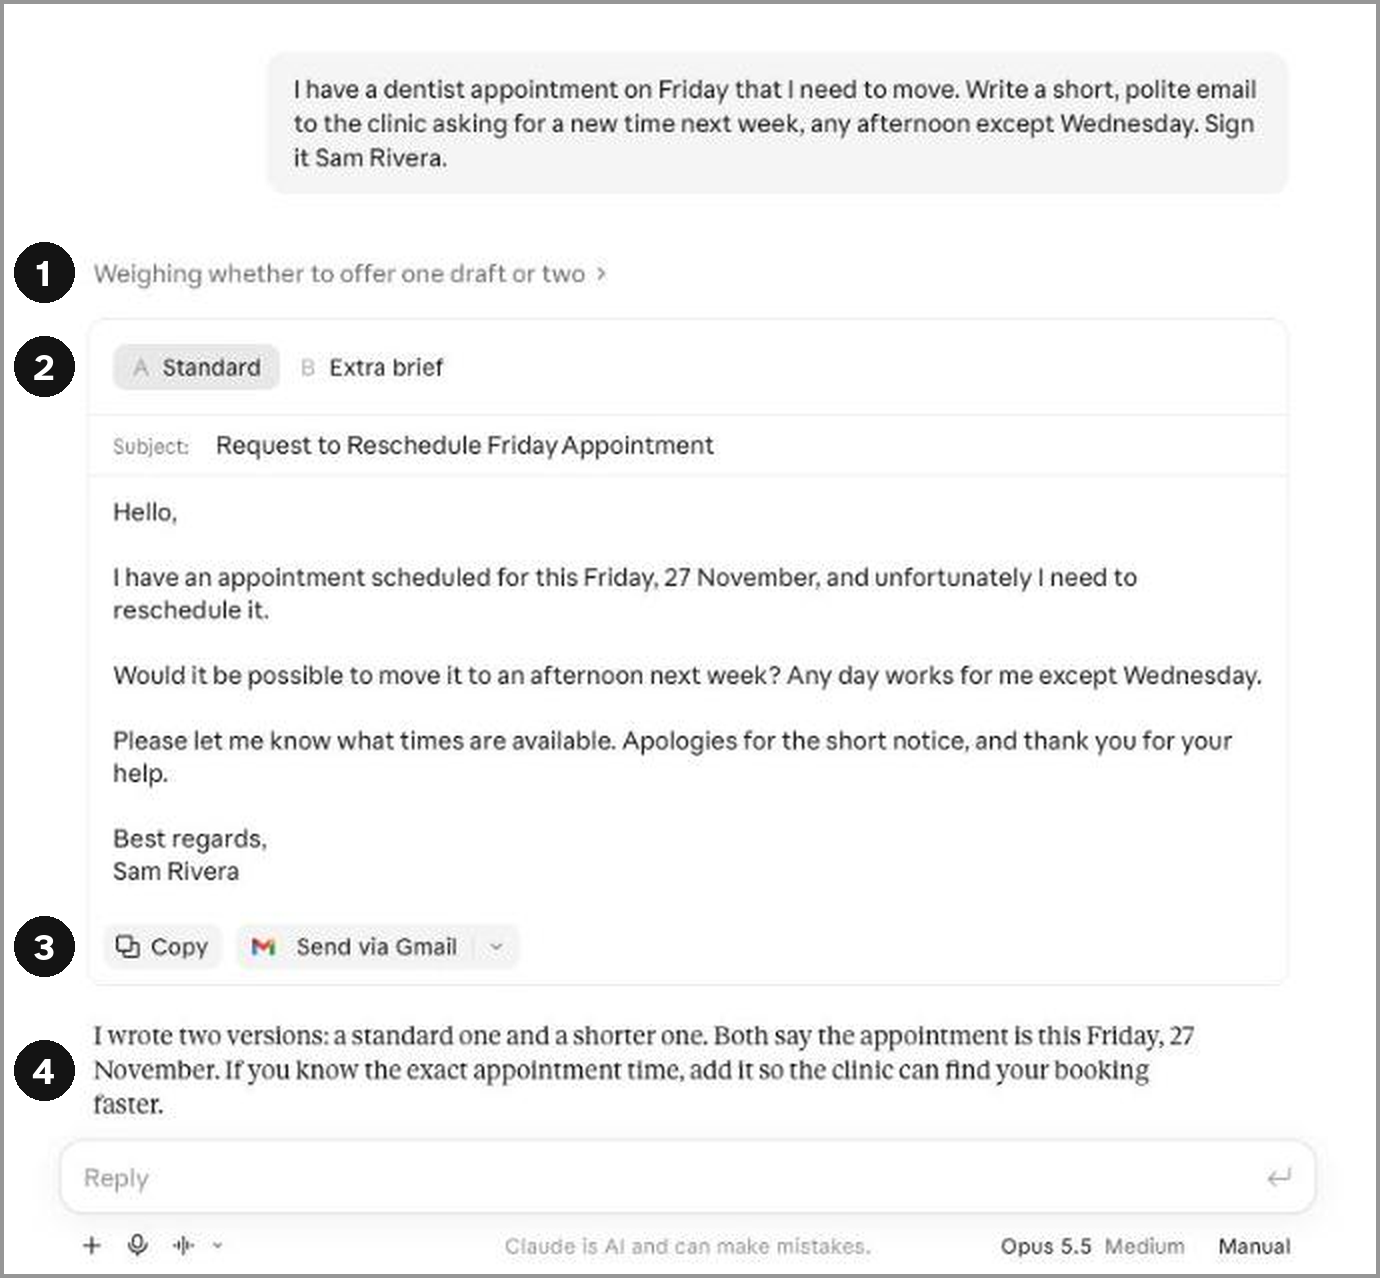 I have a dentist appointment on Friday that I need to move. Write a short, polite email
to the clinic asking for a new time next week, any afternoon except Wednesday. Sign
it Sam Rivera.
1
Weighing whether to offer one draft or two
2
A Standard B Extra brief
Subject: Request to Reschedule Friday Appointment
Hello,
I have an appointment scheduled for this Friday, 27 November, and unfortunately I need to
reschedule it.
Would it be possible to move it to an afternoon next week? Any day works for me except Wednesday.
Please let me know what times are available. Apologies for the short notice, and thank you for your
help.
Best regards,
Sam Rivera
3
Copy Send via Gmail
I wrote two versions: a standard one and a shorter one. Both say the appointment is this Friday, 27
4
November. If you know the exact appointment time, add it so the clinic can find your booking
faster.
Reply
Claude is AI and can make mistakes. Opus 5.5 Medium Manual